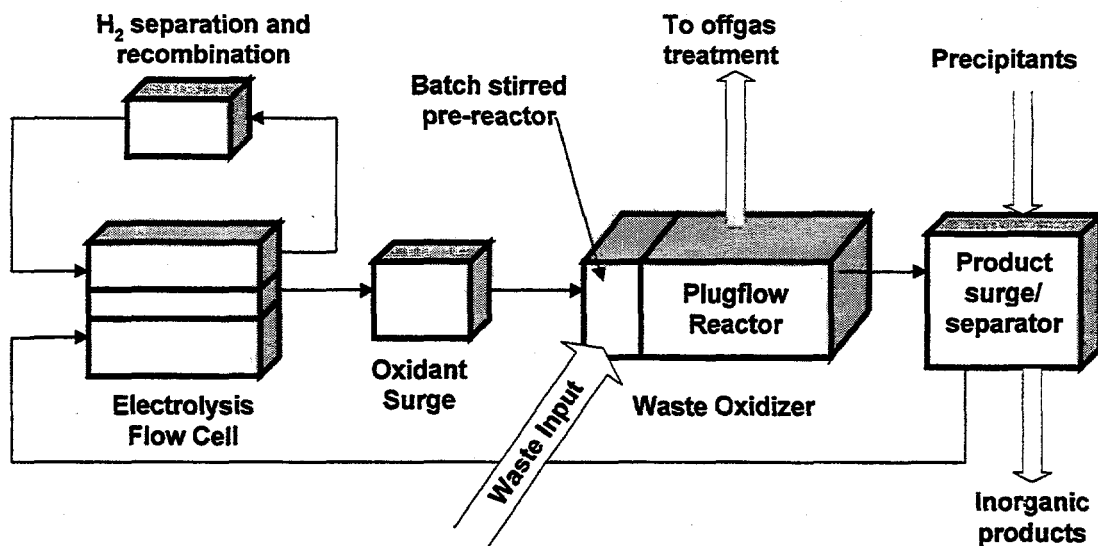 H2 separation and
recombination
To offgas
treatment
Precipitants
Batch stirred
pre-reactor
Plugflow
Reactor
Product
surge/
separator
Oxidant
Surge
Electrolysis
Flow Cell
Waste Oxidizer
Waste Input
Inorganic
products